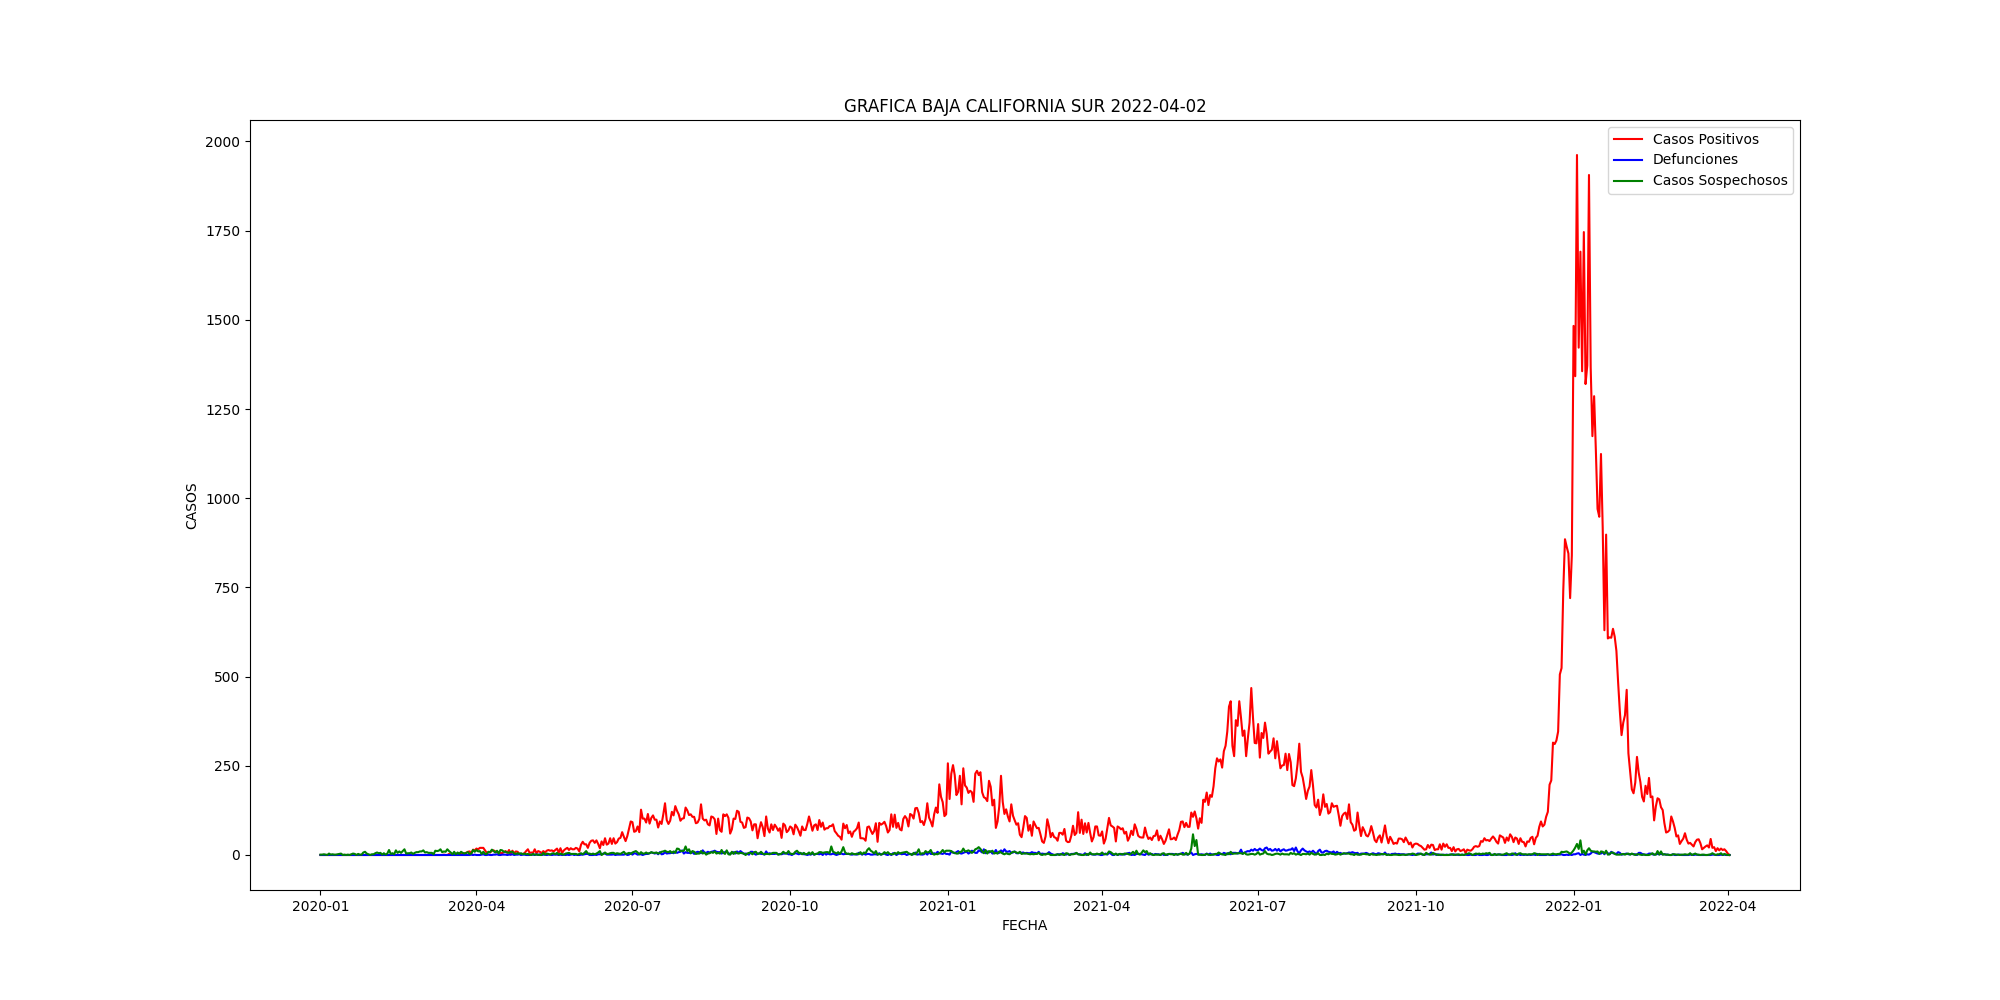 GRAFICA BAJA CALIFORNIA SUR 2022-04-02
Casos Positivos
Defunciones
Casos Sospechosos
2000
1750
1500
1250
1000
750
500
250
0
CASOS
2020-01 2020-04 2020-07 2020-10 2021-01 2021-04 2021-07 2021-10 2022-01 2022-04
FECHA